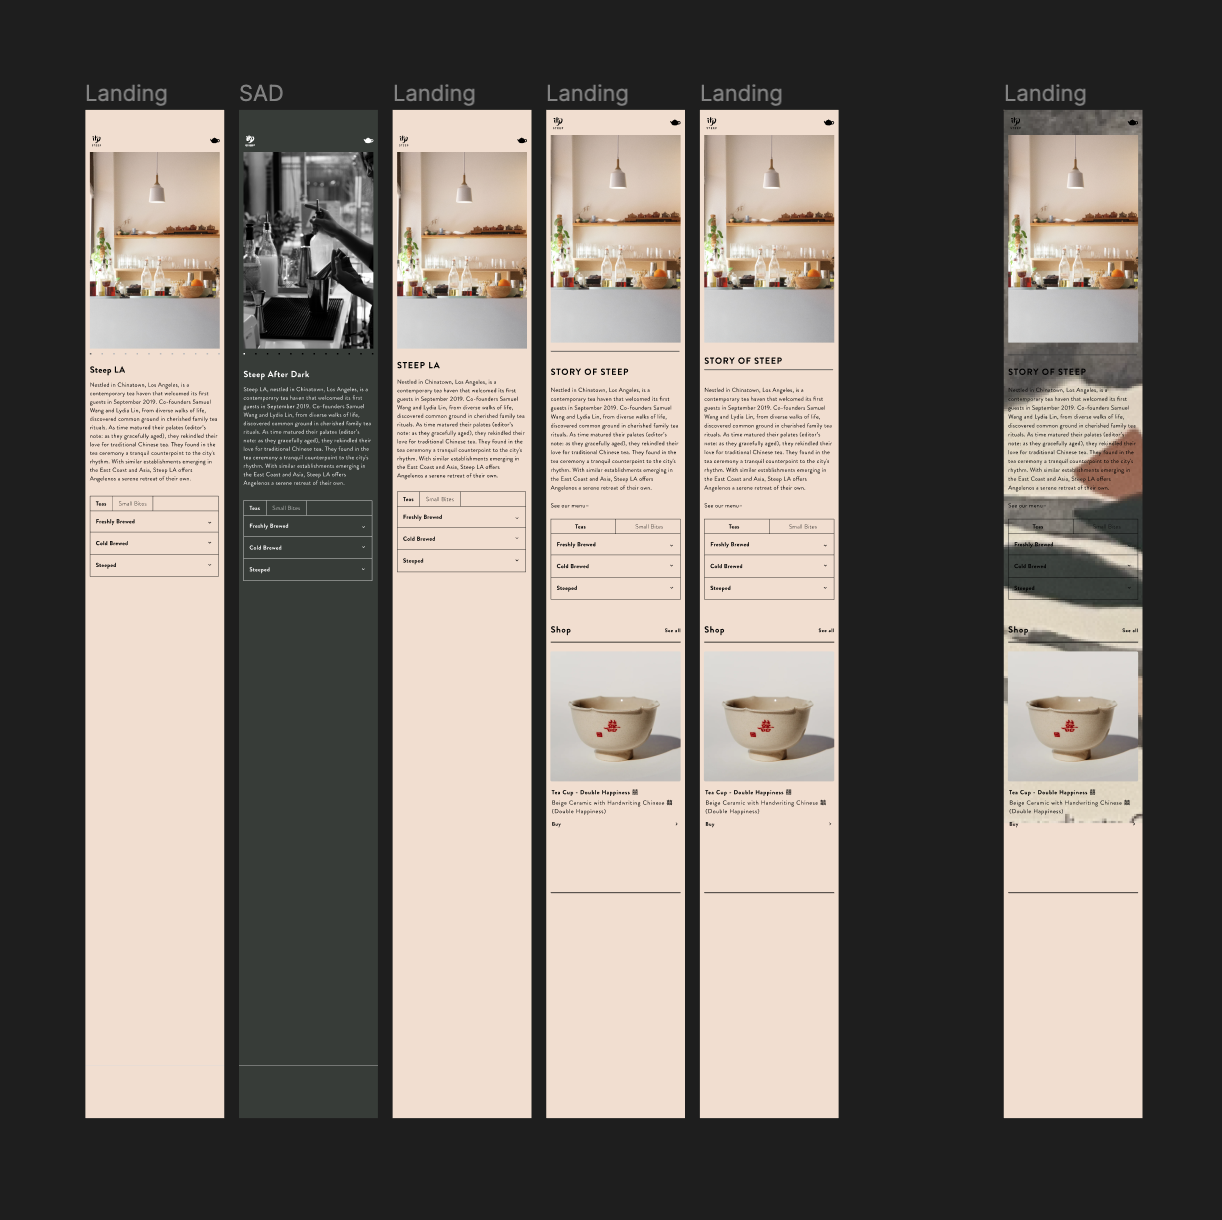 Landing
STEEP
Steep LA
Nestled in Chinatown, Los Angeles, is a
contemporary tea haven that welcomed its first
guests in September 2019. Co-founders Samuel
Wang and Lydia Lin, from diverse walks of life,
discovered common ground in cherished family tea
rituals. As time matured their palates (editor's
note: as they gracefully aged), they rekindled their
love for traditional Chinese tea. They found in the
tea ceremony a tranquil counterpoint to the city's
rhythm. With similar establishments emerging in
the East Coast and Asia, Steep LA offers
Angelenos a serene retreat of their own.
Teas
Small Bites
Freshly Brewed
Cold Brewed
Steeped
SAD
Steep After Dark
Steep LA, nestled in Chinatown, Los Angeles, is a
contemporary tea haven that welcomed its first
guests in September 2019. Co-founders Samuel
Wang and Lydia Lin, from diverse walks of life,
discovered common ground in cherished family tea
rituals. As time matured their palates (editor's
note: as they gracefully aged), they rekindled their
love for traditional Chinese tea. They found in the
tea ceremony a tranquil counterpoint to the city's
rhythm. With similar establishments emerging in
the East Coast and Asia, Steep LA offers
Angelenos a serene retreat of their own.
Teas
Small Bites
Freshly Brewed
Cold Brewed
Steeped
Landing
STEEP
STEEP LA
Nestled in Chinatown, Los Angeles, is a
contemporary tea haven that welcomed its first
guests in September 2019. Co-founders Samuel
Wang and Lydia Lin, from diverse walks of life,
discovered common ground in cherished family tea
rituals. As time matured their palates (editor's
note: as they gracefully aged), they rekindled their
love for traditional Chinese tea. They found in the
tea ceremony a tranquil counterpoint to the city's
rhythm. With similar establishments emerging in
the East Coast and Asia, Steep LA offers
Angelenos a serene retreat of their own.
Teas
Small Bites
Freshly Brewed
Cold Brewed
Steeped
Landing
STEEP
STORY OF STEEP
Nestled in Chinatown, Los Angeles, is a
contemporary tea haven that welcomed its first
guests in September 2019. Co-founders Samuel
Wang and Lydia Lin, from diverse walks of life,
discovered common ground in cherished family tea
rituals. As time matured their palates (editor's
note: as they gracefully aged), they rekindled their
love for traditional Chinese tea. They found in the
tea ceremony a tranquil counterpoint to the city's
rhythm. With similar establishments emerging in
the East Coast and Asia, Steep LA offers
Angelenos a serene retreat of their own.
See our menu
Teas
Small Bites
Freshly Brewed
Cold Brewed
Steeped
Shop
See all
Tea Cup - Double Happiness 囍
Beige Ceramic with Handwriting Chinese 囍
(Double Happiness)
Buy
Landing
STEEP
STORY OF STEEP
Nestled in Chinatown, Los Angeles, is a
contemporary tea haven that welcomed its first
guests in September 2019. Co-founders Samuel
Wang and Lydia Lin, from diverse walks of life,
discovered common ground in cherished family tea
rituals. As time matured their palates (editor's
note: as they gracefully aged), they rekindled their
love for traditional Chinese tea. They found in the
tea ceremony a tranquil counterpoint to the city's
rhythm. With similar establishments emerging in
the East Coast and Asia, Steep LA offers
Angelenos a serene retreat of their own.
See our menu
Teas
Small Bites
Freshly Brewed
Cold Brewed
Steeped
Shop
See all
Tea Cup - Double Happiness 囍
Beige Ceramic with Handwriting Chinese 囍
(Double Happiness)
Buy
Landing
STEEP
STORY OF STEEP
Nestled in Chinatown, Los Angeles, is a
contemporary tea haven that welcomed its first
guests in September 2019. Co-founders Samuel
Wang and Lydia Lin, from diverse walks of life,
discovered common ground in cherished family tea
rituals. As time matured their palates (editor's
note: as they gracefully aged), they rekindled their
love for traditional Chinese tea. They found in the
tea ceremony a tranquil counterpoint to the city's
rhythm. With similar establishments emerging in
the East Coast and Asia, Steep LA offers
Angelenos a serene retreat of their own.
See our menu
Teas
Small Bites
Freshly Brewed
Cold Brewed
Steeped
Shop
See all
Tea Cup - Double Happiness 囍
Beige Ceramic with Handwriting Chinese 囍
(Double Happiness)
Buy